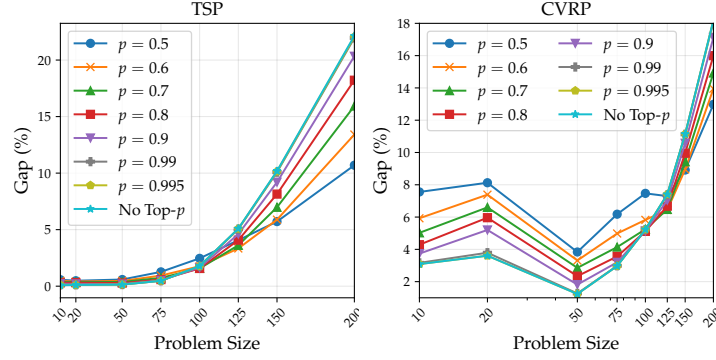 TSP
Gap (%)
20
15
10
5
0
p = 0.5
p = 0.6
p = 0.7
p = 0.8
p = 0.9
p = 0.99
p = 0.995
No Top-p
10 20 50 75 100 125 150 200
Problem Size
CVRP
Gap (%)
18
16
14
12
10
8
6
4
2
p = 0.5
p = 0.6
p = 0.7
p = 0.8
p = 0.9
p = 0.99
p = 0.995
No Top-p
10 20 50 75 100 125 150 200
Problem Size